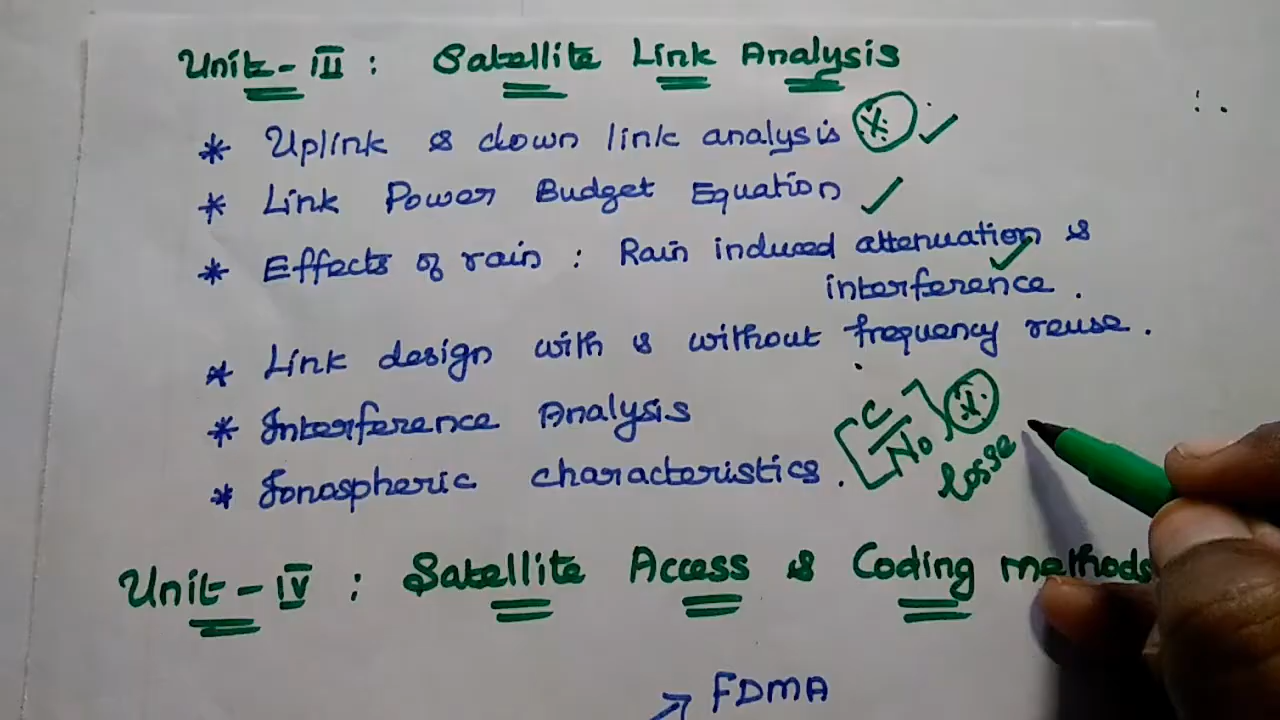 Unit - III : Satellite Link Analysis
* Uplink & down link analysis
* Link Power Budget Equation
* Effects of rain : Rain induced attenuation &
interference .
* Link design with & without frequency reuse .
* Interference Analysis
* Ionospheric characteristics .
[C/No]
losse
Unit - IV : Satellite Access & Coding methods
FDMA